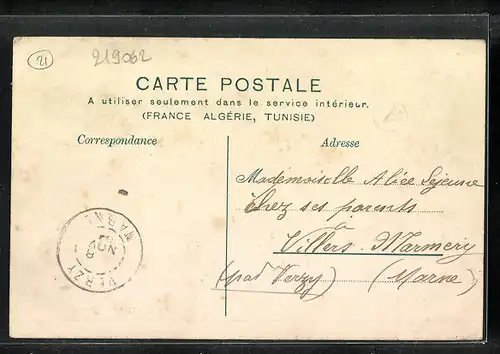 21
219062
CARTE POSTALE
A utiliser seulement dans le service intérieur.
(FRANCE ALGÉRIE, TUNISIE)
Correspondance
Adresse
Mademoiselle Alice Lejeune
Chez ses parents
Villers-Marmery
(par Verzy) (Marne)
VERZY
MARNE